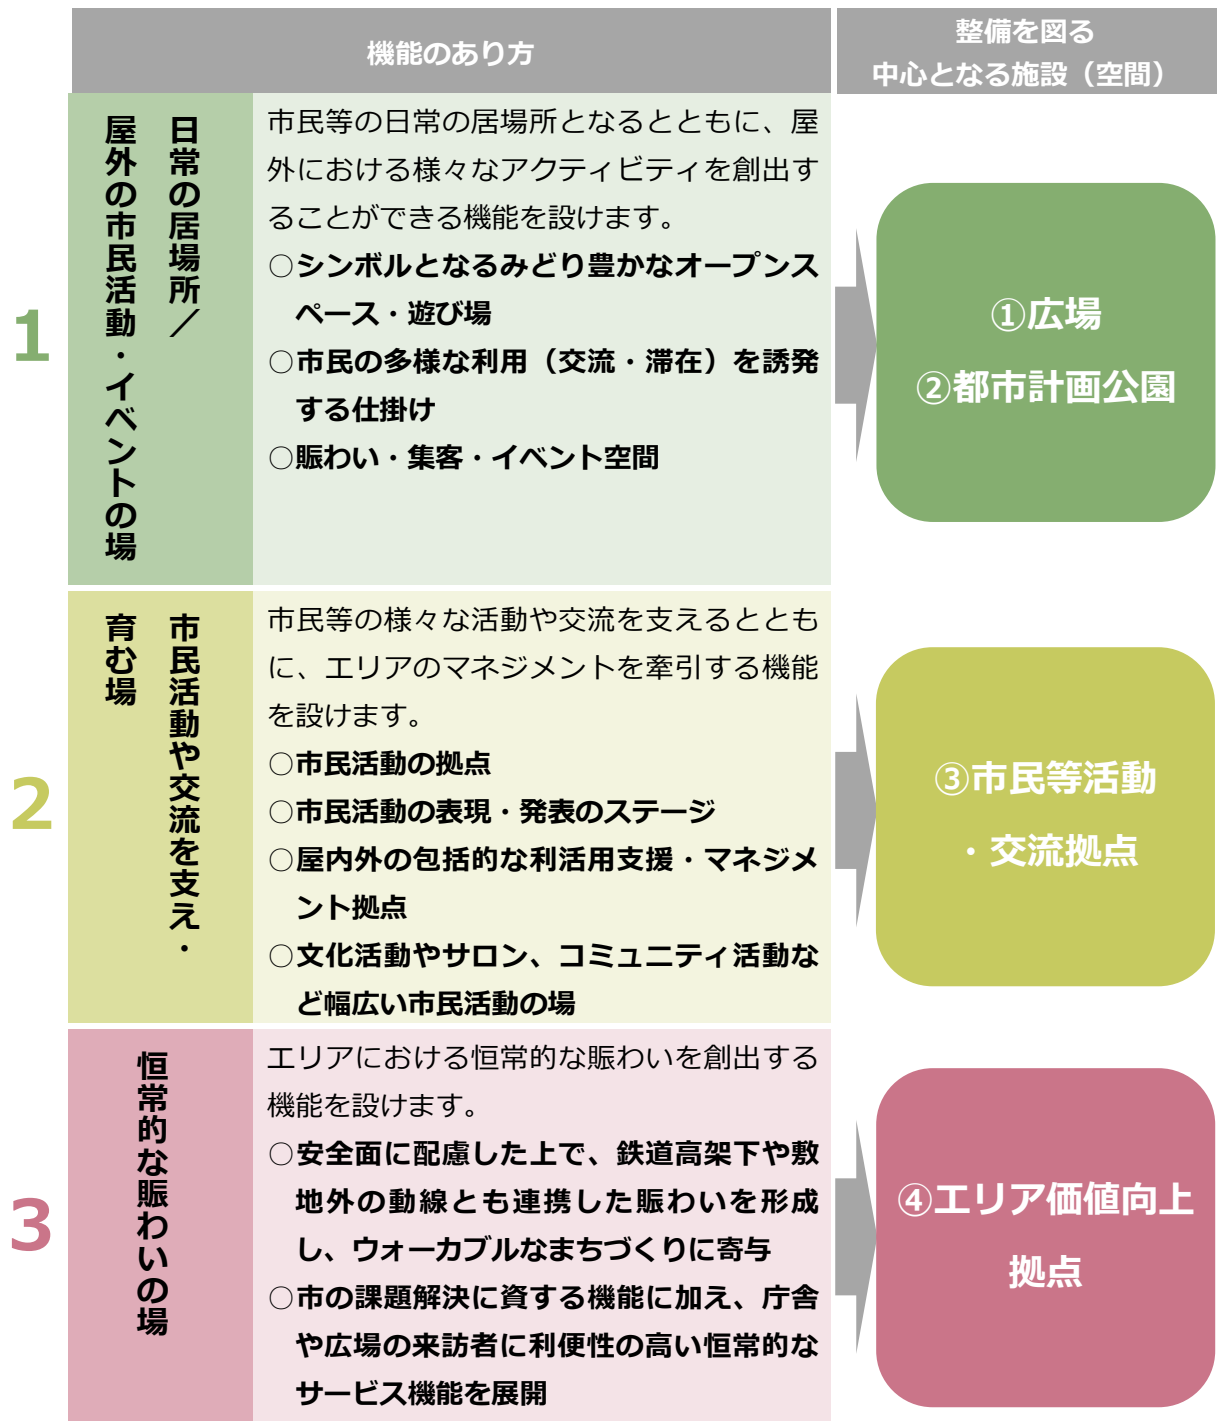 機能のあり方
整備を図る
中心となる施設（空間）
1
日常の居場所／
屋外の市民活動・イベントの場
市民等の日常の居場所となるとともに、屋
外における様々なアクティビティを創出す
ることができる機能を設けます。
○シンボルとなるみどり豊かなオープンス
ペース・遊び場
○市民の多様な利用（交流・滞在）を誘発
する仕掛け
○賑わい・集客・イベント空間
①広場
②都市計画公園
2
市民活動や交流を支え・
育む場
市民等の様々な活動や交流を支えるととも
に、エリアのマネジメントを牽引する機能
を設けます。
○市民活動の拠点
○市民活動の表現・発表のステージ
○屋内外の包括的な利活用支援・マネジメ
ント拠点
○文化活動やサロン、コミュニティ活動な
ど幅広い市民活動の場
③市民等活動
・交流拠点
3
恒常的な賑わいの場
エリアにおける恒常的な賑わいを創出する
機能を設けます。
○安全面に配慮した上で、鉄道高架下や敷
地外の動線とも連携した賑わいを形成
し、ウォーカブルなまちづくりに寄与
○市の課題解決に資する機能に加え、庁舎
や広場の来訪者に利便性の高い恒常的な
サービス機能を展開
④エリア価値向上
拠点